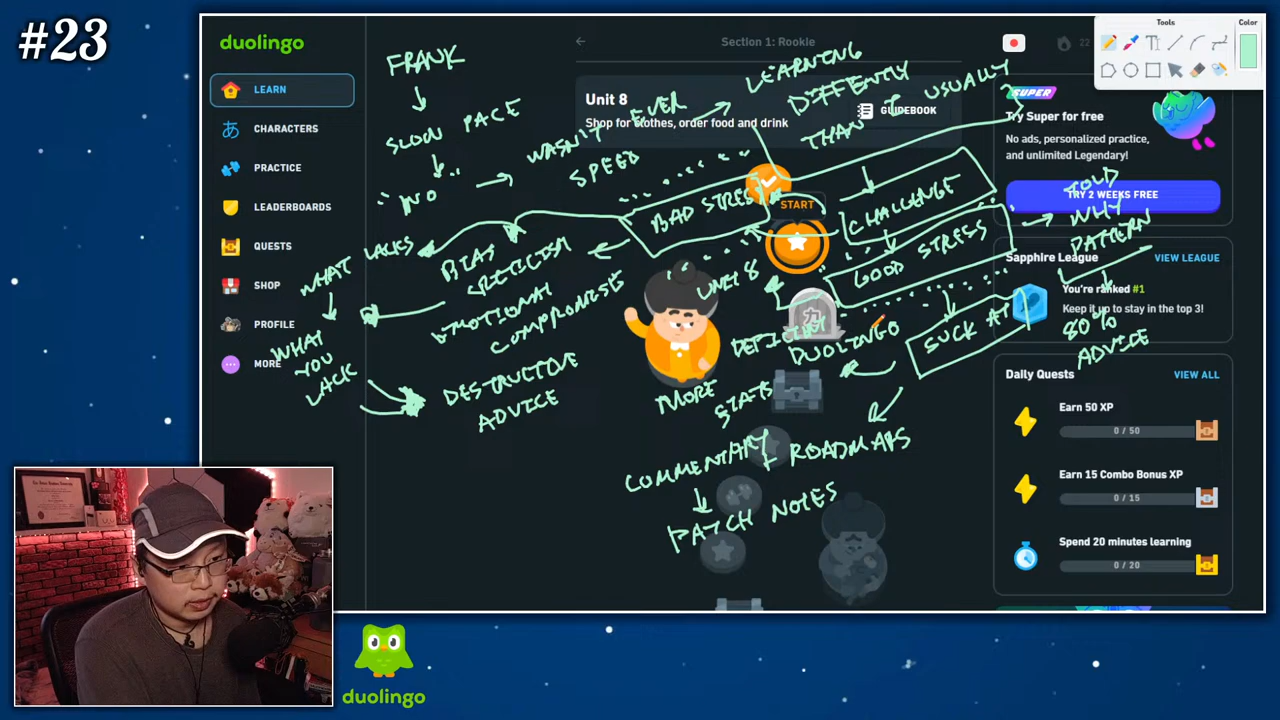 #23
duolingo
LEARN
CHARACTERS
PRACTICE
LEADERBOARDS
QUESTS
SHOP
PROFILE
MORE
Section 1: Rookie
Unit 8
Shop for clothes, order food and drink
GUIDEBOOK
START
22
Tools
Color
SUPER
Try Super for free
No ads, personalized practice,
and unlimited Legendary!
TRY 2 WEEKS FREE
Sapphire League
VIEW LEAGUE
You're ranked #1
Keep it up to stay in the top 3!
Daily Quests
VIEW ALL
Earn 50 XP
0 / 50
Earn 15 Combo Bonus XP
0 / 15
Spend 20 minutes learning
0 / 20
FRANK
SLOW PACE
"NO"
WASN'T EVER
SPEED
LEARNING
DIFFENTLY
THAN I USUALLY
CHALLENGE
BAD STRESS
GOOD STRESS
TOLD
WHY
PATTERN
80%
ADVICE
SUCK AT
WHAT LACKS
WHAT
YOU
LACK
BIAS
CRITICISM
EMOTIONAL
COMPROMISE
DESTRUCTIVE
ADVICE
UNIT 8
DUOLINGO
MORE
STATS
COMMENTARY
+ ROADMAPS
PATCH NOTES
九
duolingo